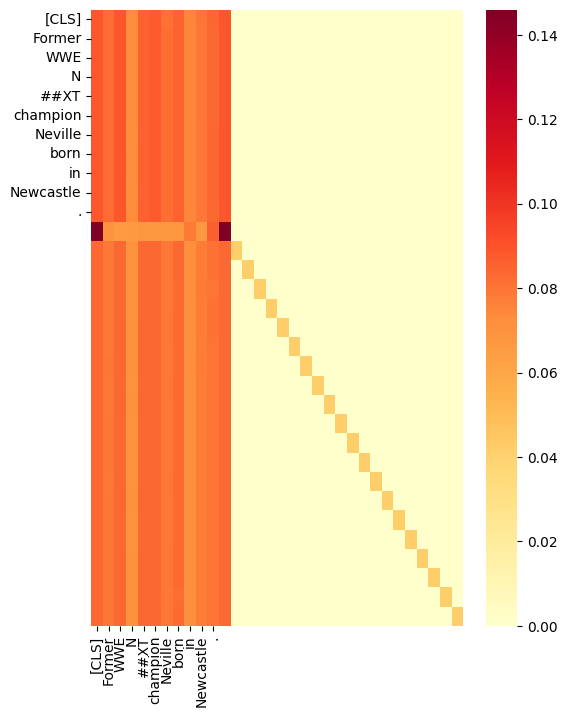 [CLS]
Former
WWE
N
##XT
champion
Neville
born
in
Newcastle
.
0.14
0.12
0.10
0.08
0.06
0.04
0.02
0.00
[CLS]
Former
WWE
N
##XT
champion
Neville
born
in
Newcastle
.